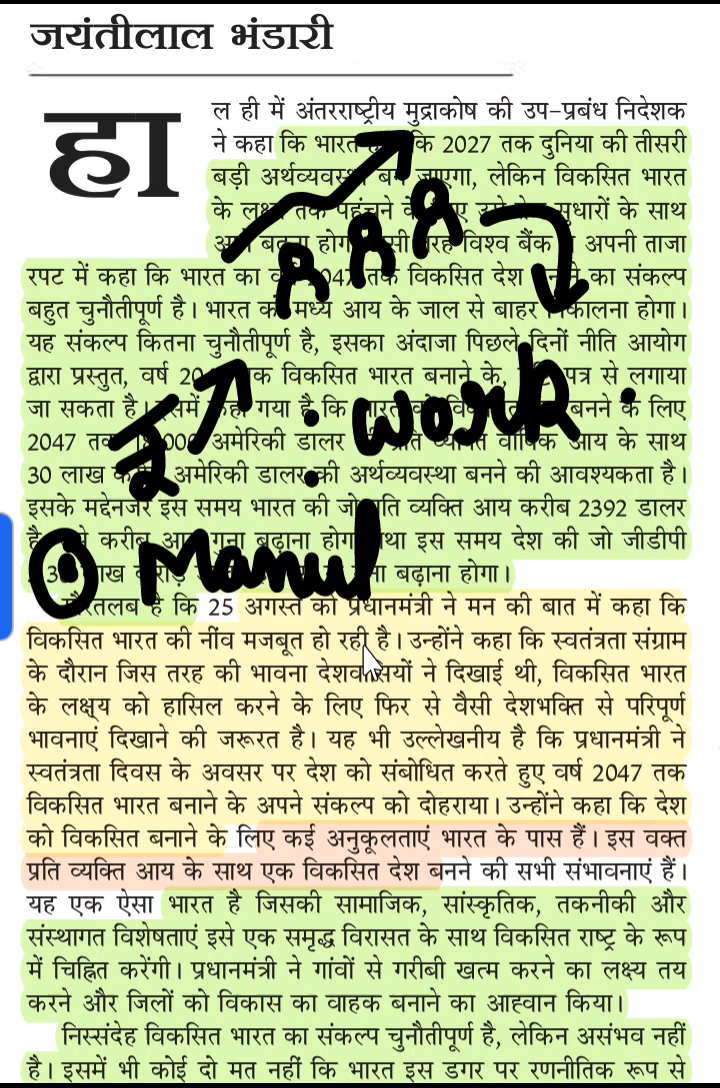 जयंतीलाल भंडारी
हाल ही में अंतरराष्ट्रीय मुद्राकोष की उप-प्रबंध निदेशक
ने कहा कि भारत कि 2027 तक दुनिया की तीसरी
बड़ी अर्थव्यवस्था बन जाएगा, लेकिन विकसित भारत
के लक्ष्य तक पहुंचने के सुधारों के साथ
होगा विश्व बैंक अपनी ताजा
रपट में कहा कि भारत का तक विकसित देश का संकल्प
बहुत चुनौतीपूर्ण है। भारत को मध्य आय के जाल से बाहर निकालना होगा।
यह संकल्प कितना चुनौतीपूर्ण है, इसका अंदाजा पिछले दिनों नीति आयोग
द्वारा प्रस्तुत, वर्ष तक विकसित भारत बनाने के, पत्र से लगाया
जा सकता है। इसमें कहा गया है कि बनने के लिए
work
2047 तक अमेरिकी डालर वार्षिक आय के साथ
30 लाख अमेरिकी डालर की अर्थव्यवस्था बनने की आवश्यकता है।
इसके मद्देनजर इस समय भारत की जो प्रति व्यक्ति आय करीब 2392 डालर
करीब गुना बढ़ाना होगा तथा इस समय देश की जो जीडीपी
Manul
लाख बढ़ाना होगा।
गौरतलब है कि 25 अगस्त को प्रधानमंत्री ने मन की बात में कहा कि
विकसित भारत की नींव मजबूत हो रही है। उन्होंने कहा कि स्वतंत्रता संग्राम
के दौरान जिस तरह की भावना देशवासियों ने दिखाई थी, विकसित भारत
के लक्ष्य को हासिल करने के लिए फिर से वैसी देशभक्ति से परिपूर्ण
भावनाएं दिखाने की जरूरत है। यह भी उल्लेखनीय है कि प्रधानमंत्री ने
स्वतंत्रता दिवस के अवसर पर देश को संबोधित करते हुए वर्ष 2047 तक
विकसित भारत बनाने के अपने संकल्प को दोहराया। उन्होंने कहा कि देश
को विकसित बनाने के लिए कई अनुकूलताएं भारत के पास हैं। इस वक्त
प्रति व्यक्ति आय के साथ एक विकसित देश बनने की सभी संभावनाएं हैं।
यह एक ऐसा भारत है जिसकी सामाजिक, सांस्कृतिक, तकनीकी और
संस्थागत विशेषताएं इसे एक समृद्ध विरासत के साथ विकसित राष्ट्र के रूप
में चिह्नित करेंगी। प्रधानमंत्री ने गांवों से गरीबी खत्म करने का लक्ष्य तय
करने और जिलों को विकास का वाहक बनाने का आह्वान किया।
निस्संदेह विकसित भारत का संकल्प चुनौतीपूर्ण है, लेकिन असंभव नहीं
है। इसमें भी कोई दो मत नहीं कि भारत इस डगर पर रणनीतिक रूप से